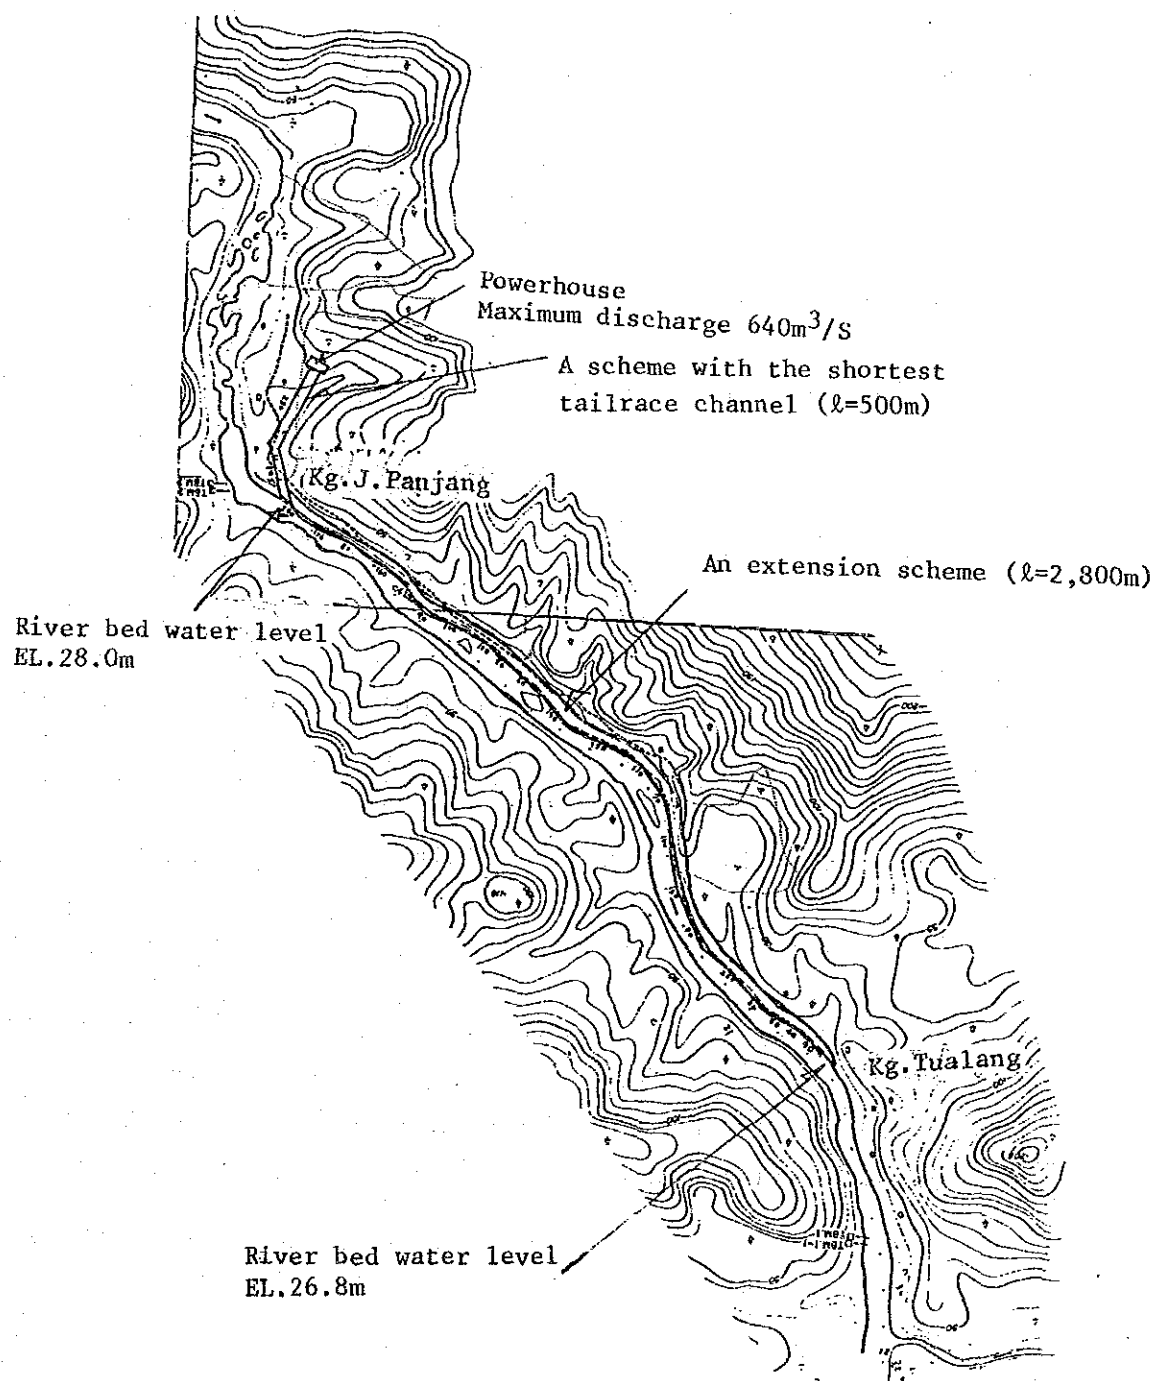 Powerhouse
Maximum discharge 640m³/S
A scheme with the shortest
tailrace channel (ℓ=500m)
Kg.J.Panjang
An extension scheme (ℓ=2,800m)
River bed water level
EL.28.0m
Kg.Tualang
River bed water level
EL.26.8m